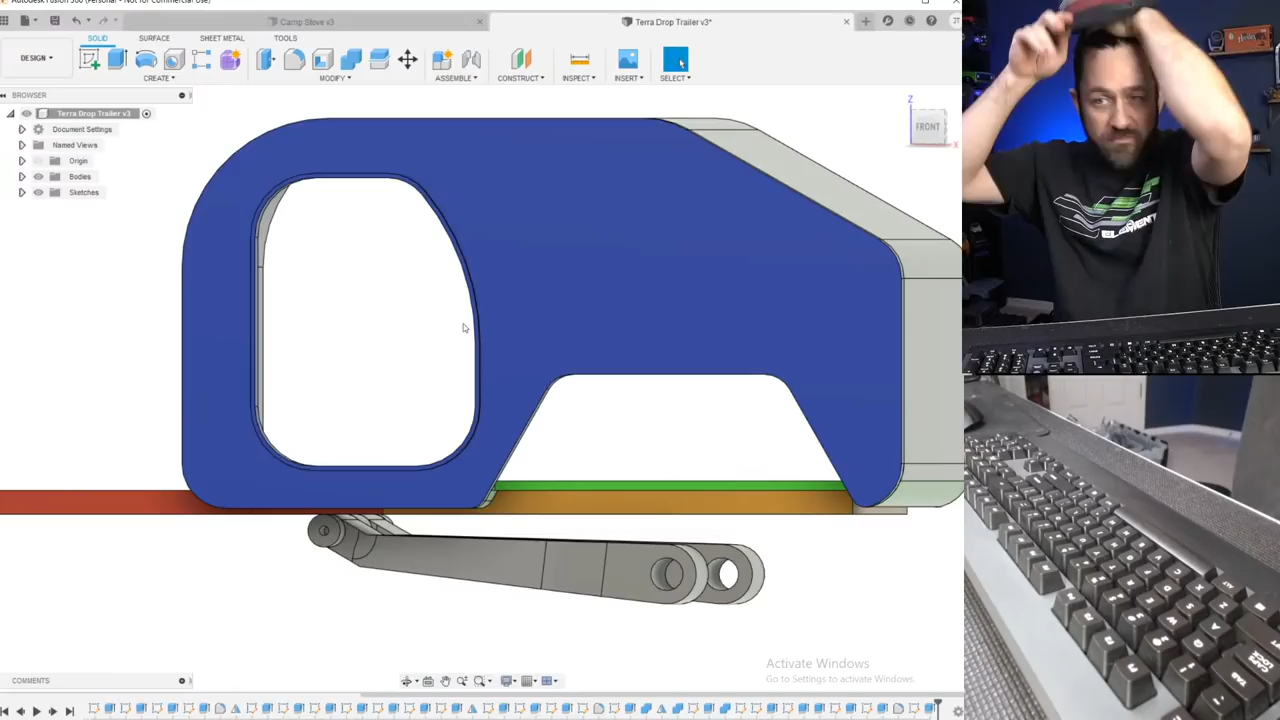 Autodesk Fusion 360 (Personal - Not for Commercial Use)
Camp Stove v3
Terra Drop Trailer v3*
JT
DESIGN
SOLID
SURFACE
SHEET METAL
TOOLS
CREATE
MODIFY
ASSEMBLE
CONSTRUCT
INSPECT
INSERT
SELECT
BROWSER
Terra Drop Trailer v3
Document Settings
Named Views
Origin
Bodies
Sketches
Z
FRONT
X
ELEMENT
Activate Windows
Go to Settings to activate Windows.
COMMENTS